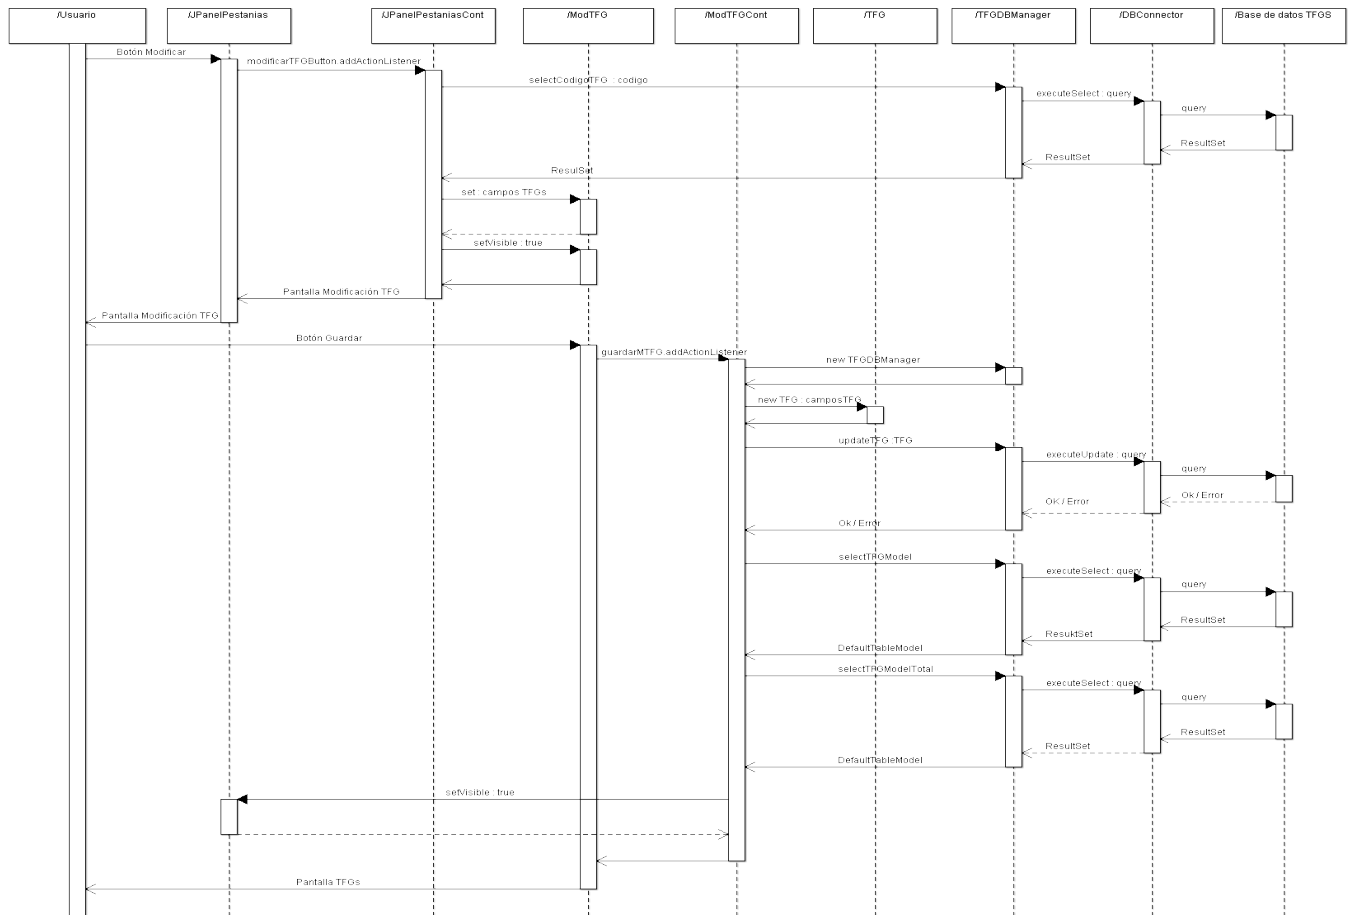 /Usuario
/JPanelPestanias
/JPanelPestaniasCont
/ModTFG
/ModTFGCont
/TFG
/TFGDBManager
/DBConnector
/Base de datos TFGS
Botón Modificar
modificarTFGButton.addActionListener
selectCodigoTFG : codigo
executeSelect : query
query
ResultSet
ResultSet
ResulSet
set : campos TFGs
setVisible : true
Pantalla Modificación TFG
Pantalla Modificación TFG
Botón Guardar
guardarMTFG.addActionListener
new TFGDBManager
new TFG : camposTFG
updateTFG :TFG
executeUpdate : query
query
Ok / Error
OK / Error
Ok / Error
selectTFGModel
executeSelect : query
query
ResultSet
ResuktSet
DefaultTableModel
selectTFGModelTotal
executeSelect : query
query
ResultSet
ResultSet
DefaultTableModel
setVisible : true
Pantalla TFGs